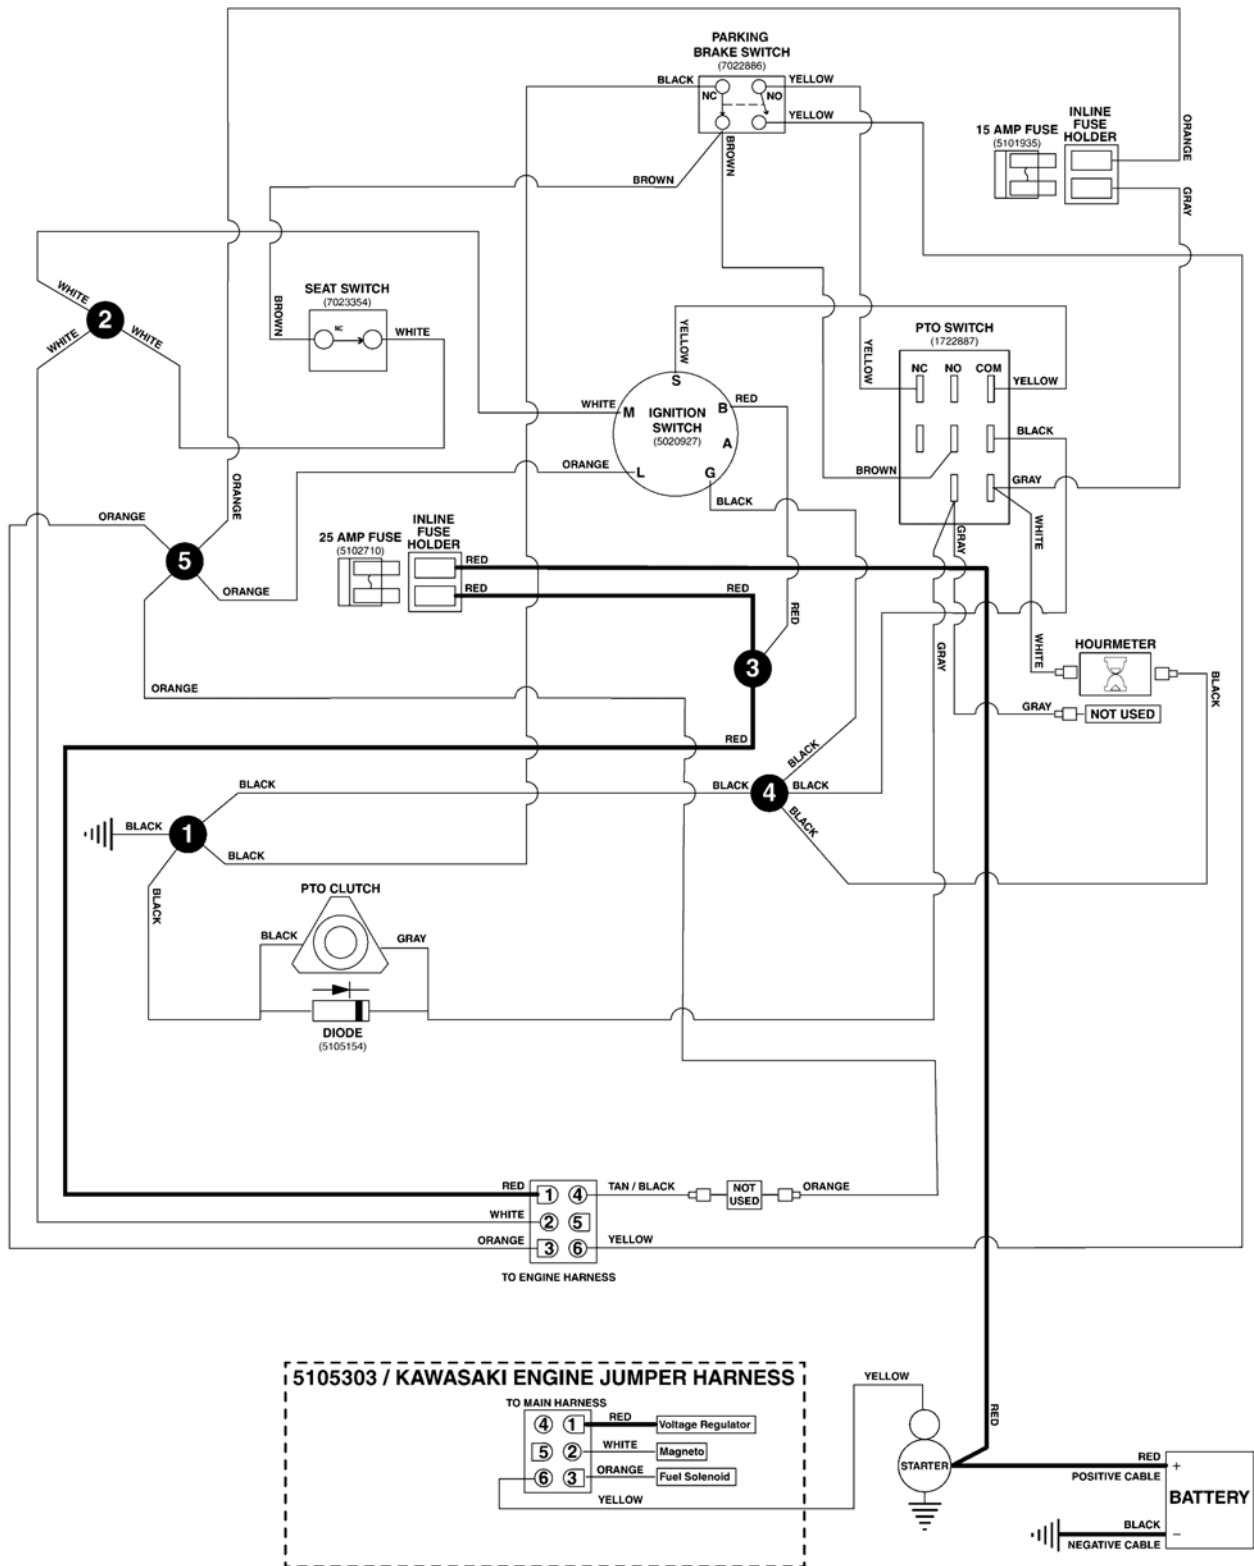 PARKING
BRAKE SWITCH
(7022886)
BLACK
YELLOW
NC
NO
YELLOW
BROWN
BROWN
15 AMP FUSE
(5101935)
INLINE
FUSE
HOLDER
ORANGE
GRAY
WHITE
2
WHITE
WHITE
SEAT SWITCH
(7023354)
BROWN
NC
WHITE
YELLOW
PTO SWITCH
(1722887)
YELLOW
NC
NO
COM
YELLOW
WHITE
S
M
B
RED
IGNITION
SWITCH
(5020927)
A
L
G
ORANGE
BLACK
BLACK
BROWN
GRAY
ORANGE
ORANGE
5
ORANGE
25 AMP FUSE
(5102710)
INLINE
FUSE
HOLDER
RED
RED
RED
RED
GRAY
WHITE
3
GRAY
WHITE
HOURMETER
BLACK
GRAY
NOT USED
ORANGE
RED
BLACK
BLACK
BLACK
4
BLACK
BLACK
BLACK
1
BLACK
BLACK
PTO CLUTCH
BLACK
GRAY
DIODE
(5105154)
RED
1
4
TAN / BLACK
NOT
USED
ORANGE
WHITE
2
5
ORANGE
3
6
YELLOW
TO ENGINE HARNESS
5105303 / KAWASAKI ENGINE JUMPER HARNESS
TO MAIN HARNESS
4
1
RED
Voltage Regulator
5
2
WHITE
Magneto
6
3
ORANGE
Fuel Solenoid
YELLOW
YELLOW
RED
STARTER
RED
POSITIVE CABLE
+
BATTERY
BLACK
NEGATIVE CABLE
–